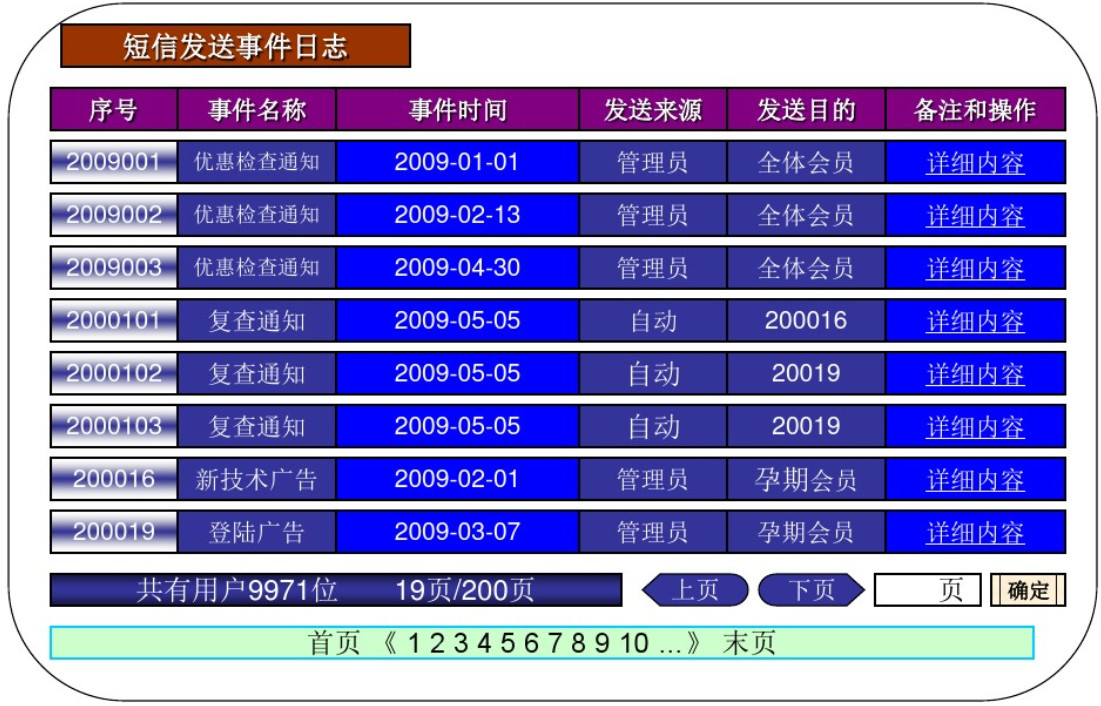 短信发送事件日志
序号 事件名称 事件时间 发送来源 发送目的 备注和操作
2009001 优惠检查通知 2009-01-01 管理员 全体会员 详细内容
2009002 优惠检查通知 2009-02-13 管理员 全体会员 详细内容
2009003 优惠检查通知 2009-04-30 管理员 全体会员 详细内容
2000101 复查通知 2009-05-05 自动 200016 详细内容
2000102 复查通知 2009-05-05 自动 20019 详细内容
2000103 复查通知 2009-05-05 自动 20019 详细内容
200016 新技术广告 2009-02-01 管理员 孕期会员 详细内容
200019 登陆广告 2009-03-07 管理员 孕期会员 详细内容
共有用户9971位 19页/200页 上页 下页 页 确定
首页 《 1 2 3 4 5 6 7 8 9 10 ...》 末页